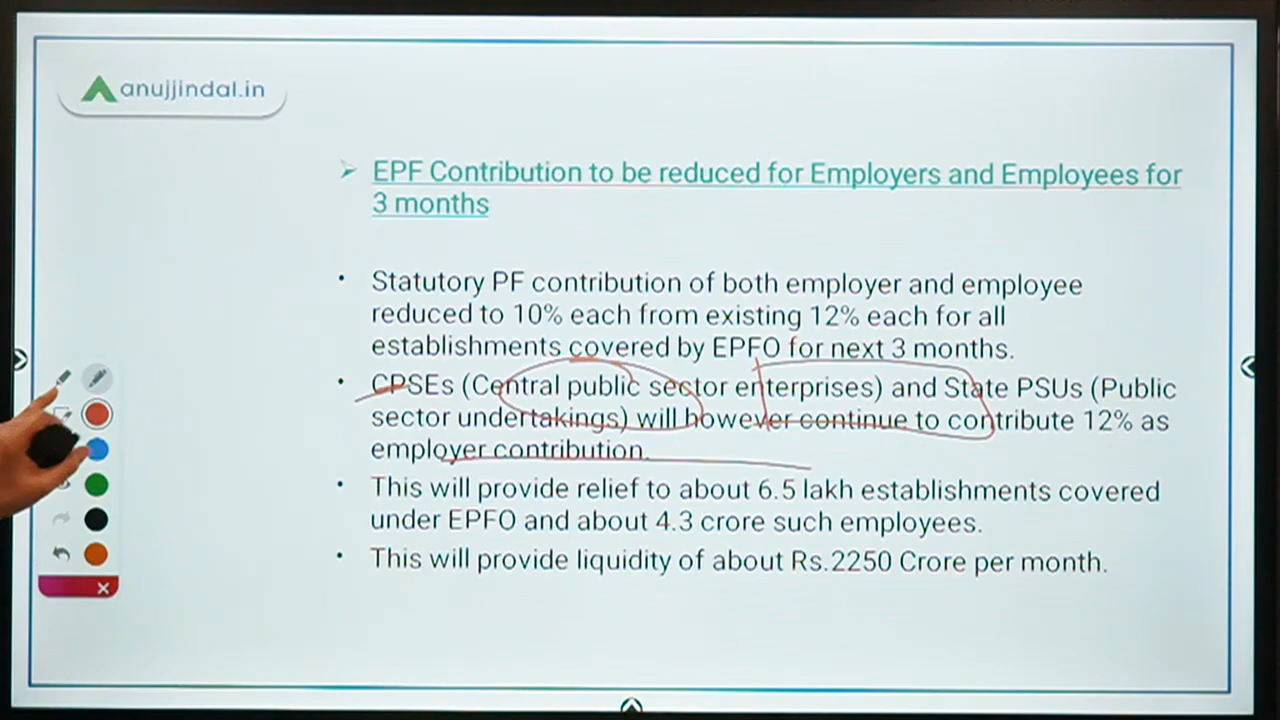 anujjindal.in
➢ EPF Contribution to be reduced for Employers and Employees for
3 months
• Statutory PF contribution of both employer and employee
reduced to 10% each from existing 12% each for all
establishments covered by EPFO for next 3 months.
• CPSEs (Central public sector enterprises) and State PSUs (Public
sector undertakings) will however continue to contribute 12% as
employer contribution.
• This will provide relief to about 6.5 lakh establishments covered
under EPFO and about 4.3 crore such employees.
• This will provide liquidity of about Rs.2250 Crore per month.